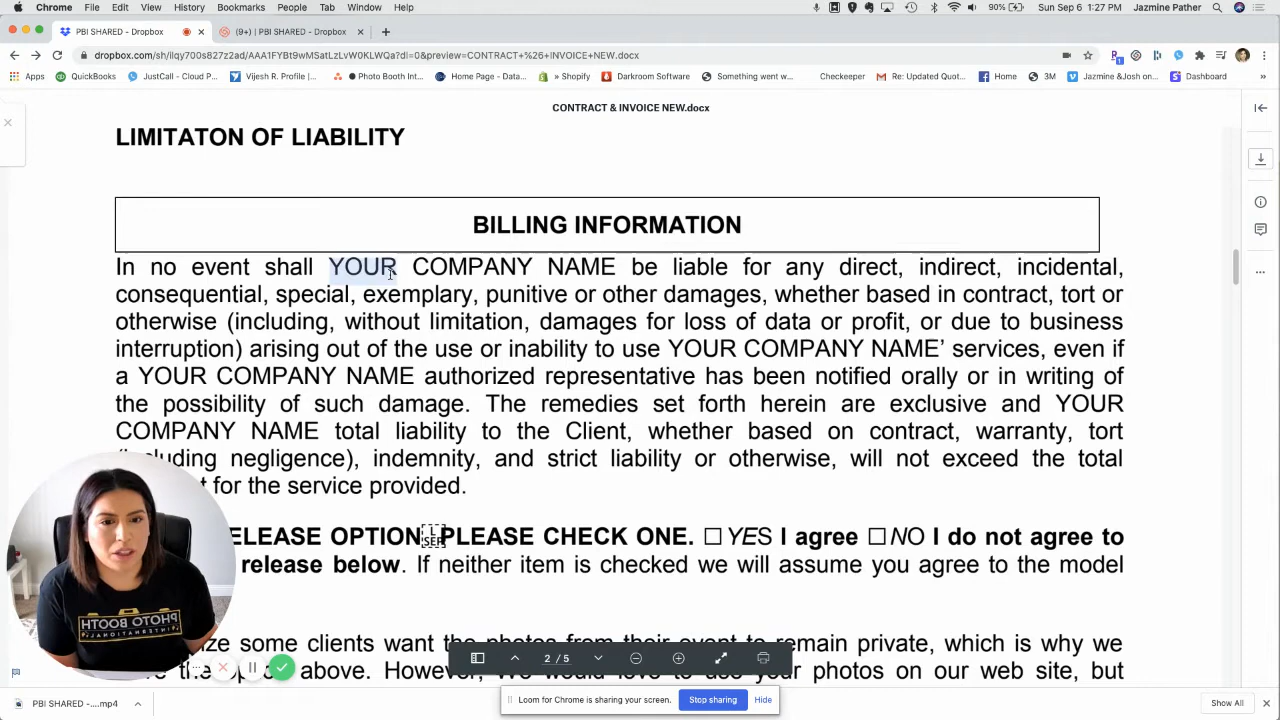 Chrome File Edit View History Bookmarks People Tab Window Help 90% Sun Sep 6 1:27 PM Jazmine Pather
PBI SHARED - Dropbox (9+) | PBI SHARED - Dropbox
dropbox.com/sh/ilqy700s827z2ad/AAA1FYBt9wMSatLzLvW0KLWQa?dl=0&preview=CONTRACT+%26+INVOICE+NEW.docx
Apps QuickBooks JustCall - Cloud P... Vijesh R. Profile |... Photo Booth Int... Home Page - Data... » Shopify Darkroom Software Something went w... Checkeeper Re: Updated Quot... Home 3M Jazmine &Josh on... Dashboard »
CONTRACT & INVOICE NEW.docx
LIMITATON OF LIABILITY
BILLING INFORMATION
In no event shall YOUR COMPANY NAME be liable for any direct, indirect, incidental,
consequential, special, exemplary, punitive or other damages, whether based in contract, tort or
otherwise (including, without limitation, damages for loss of data or profit, or due to business
interruption) arising out of the use or inability to use YOUR COMPANY NAME’ services, even if
a YOUR COMPANY NAME authorized representative has been notified orally or in writing of
the possibility of such damage. The remedies set forth herein are exclusive and YOUR
COMPANY NAME total liability to the Client, whether based on contract, warranty, tort
(including negligence), indemnity, and strict liability or otherwise, will not exceed the total
for the service provided.
ELEASE OPTION L SEP PLEASE CHECK ONE. ☐ YES I agree ☐ NO I do not agree to
release below. If neither item is checked we will assume you agree to the model
ize some clients want the photos from their event to remain private, which is why we
the option above. However, we would love to use your photos on our web site, but
PHOTO BOOTH
INTERNATIONAL
2 / 5
Loom for Chrome is sharing your screen. Stop sharing Hide
PBI SHARED -....mp4 Show All